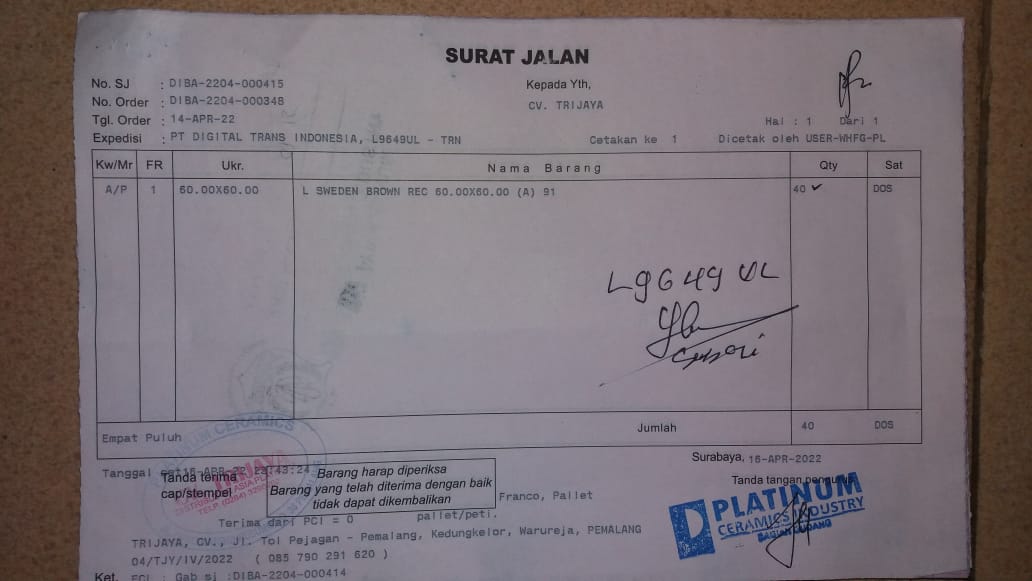 SURAT JALAN
No. SJ : DIBA-2204-000415
Kepada Yth,
No. Order : DIBA-2204-000348
CV. TRIJAYA
Tgl. Order : 14-APR-22
Hal : 1 Dari 1
Expedisi : PT DIGITAL TRANS INDONESIA, L9649UL - TRN
Cetakan ke 1
Dicetak oleh USER-WHFG-PL
Kw/Mr FR Ukr. Nama Barang Qty Sat
A/P 1 60.00X60.00 L SWEDEN BROWN REC 60.00X60.00 (A) 91 40 DOS
L9649 UL
Empat Puluh Jumlah 40 DOS
CERAMICS
Surabaya, 16-APR-2022
Tanggal 16-APR-22 23:43:24
Tanda terima
cap/stempel
TRIJAYA
Barang harap diperiksa
Barang yang telah diterima dengan baik
tidak dapat dikembalikan
Tanda tangan pengurus
Franco, Pallet
Terima dari PCI = 0 pallet/peti.
PLATINUM
CERAMICS INDUSTRY
BAGIAN GUDANG
TRIJAYA, CV., Jl. Tol Pejagan - Pemalang, Kedungkelor, Warureja, PEMALANG
04/TJY/IV/2022 ( 085 790 291 620 )
Ket. PCI : Gab sj :DIBA-2204-000414